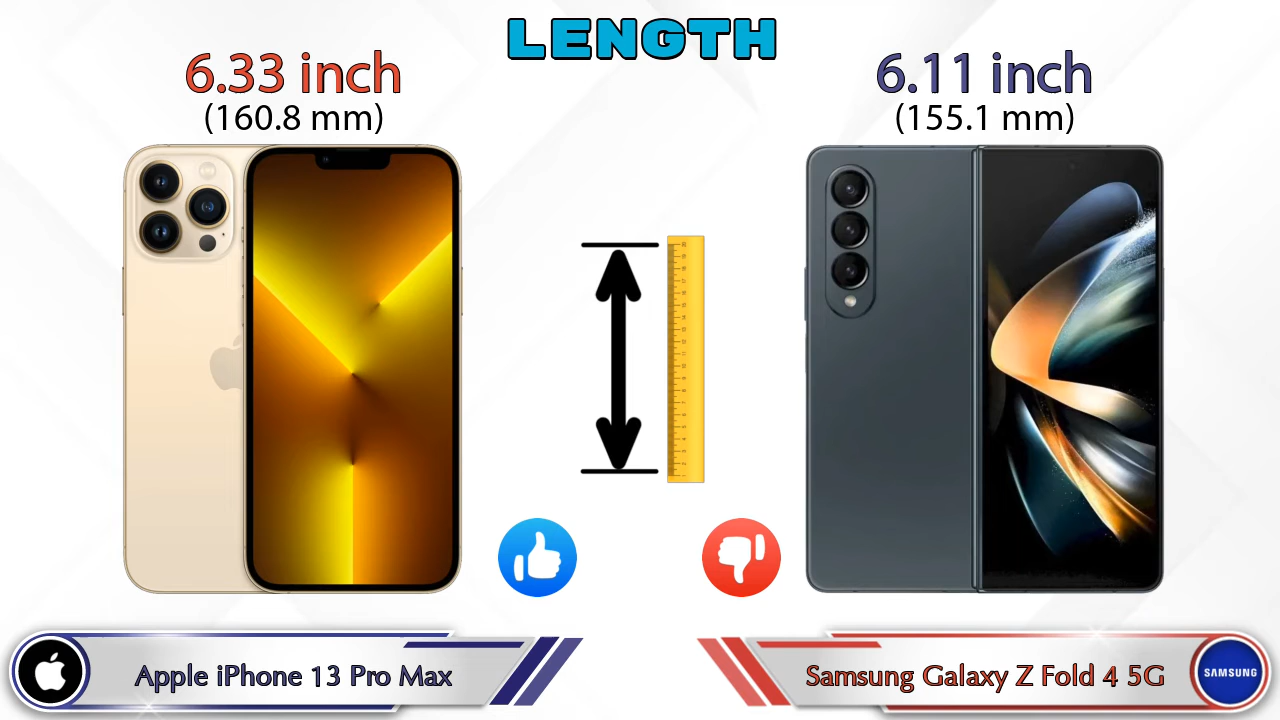 LENGTH
6.33 inch
(160.8 mm)
6.11 inch
(155.1 mm)
Apple iPhone 13 Pro Max
Samsung Galaxy Z Fold 4 5G
SAMSUNG